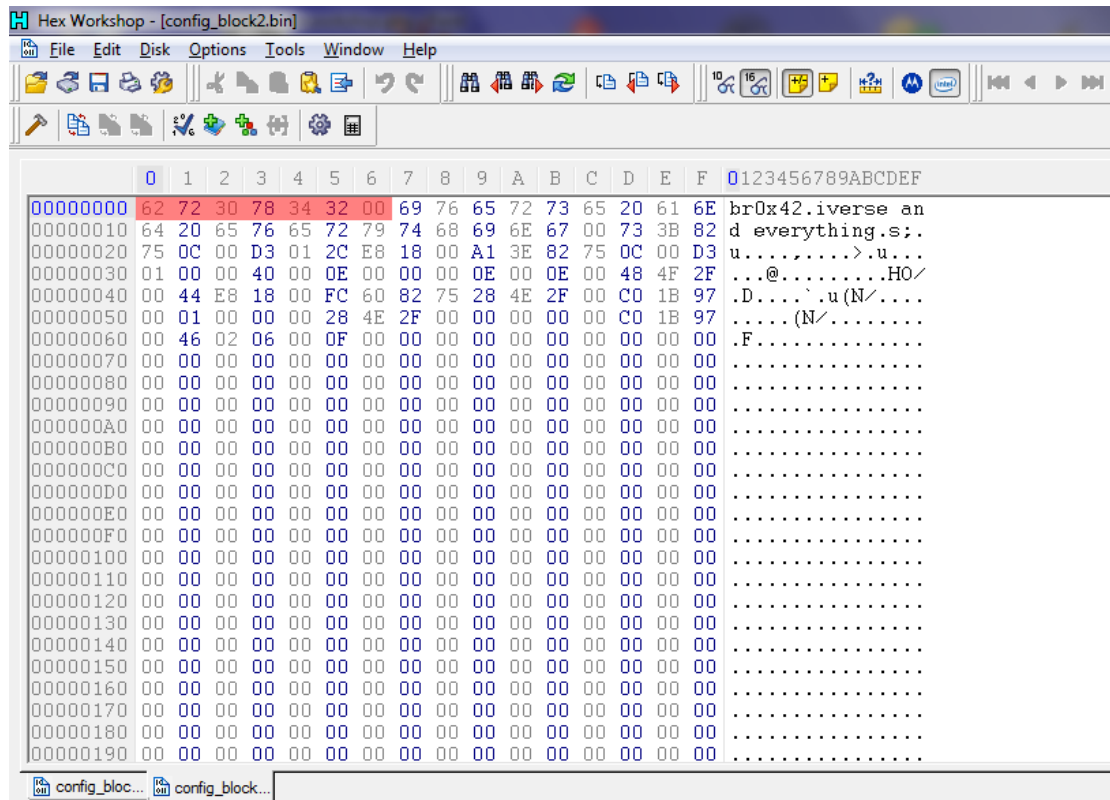 Hex Workshop - [config_block2.bin]
File Edit Disk Options Tools Window Help
0 1 2 3 4 5 6 7 8 9 A B C D E F 0123456789ABCDEF
00000000 62 72 30 78 34 32 00 69 76 65 72 73 65 20 61 6E br0x42.iverse an
00000010 64 20 65 76 65 72 79 74 68 69 6E 67 00 73 3B 82 d everything.s;.
00000020 75 0C 00 D3 01 2C E8 18 00 A1 3E 82 75 0C 00 D3 u....,....>.u...
00000030 01 00 00 40 00 0E 00 00 00 0E 00 0E 00 48 4F 2F ...@.........HO/
00000040 00 44 E8 18 00 FC 60 82 75 28 4E 2F 00 C0 1B 97 .D....`.u(N/....
00000050 00 01 00 00 00 28 4E 2F 00 00 00 00 00 C0 1B 97 .....(N/........
00000060 00 46 02 06 00 0F 00 00 00 00 00 00 00 00 00 00 .F..............
00000070 00 00 00 00 00 00 00 00 00 00 00 00 00 00 00 00 ................
00000080 00 00 00 00 00 00 00 00 00 00 00 00 00 00 00 00 ................
00000090 00 00 00 00 00 00 00 00 00 00 00 00 00 00 00 00 ................
000000A0 00 00 00 00 00 00 00 00 00 00 00 00 00 00 00 00 ................
000000B0 00 00 00 00 00 00 00 00 00 00 00 00 00 00 00 00 ................
000000C0 00 00 00 00 00 00 00 00 00 00 00 00 00 00 00 00 ................
000000D0 00 00 00 00 00 00 00 00 00 00 00 00 00 00 00 00 ................
000000E0 00 00 00 00 00 00 00 00 00 00 00 00 00 00 00 00 ................
000000F0 00 00 00 00 00 00 00 00 00 00 00 00 00 00 00 00 ................
00000100 00 00 00 00 00 00 00 00 00 00 00 00 00 00 00 00 ................
00000110 00 00 00 00 00 00 00 00 00 00 00 00 00 00 00 00 ................
00000120 00 00 00 00 00 00 00 00 00 00 00 00 00 00 00 00 ................
00000130 00 00 00 00 00 00 00 00 00 00 00 00 00 00 00 00 ................
00000140 00 00 00 00 00 00 00 00 00 00 00 00 00 00 00 00 ................
00000150 00 00 00 00 00 00 00 00 00 00 00 00 00 00 00 00 ................
00000160 00 00 00 00 00 00 00 00 00 00 00 00 00 00 00 00 ................
00000170 00 00 00 00 00 00 00 00 00 00 00 00 00 00 00 00 ................
00000180 00 00 00 00 00 00 00 00 00 00 00 00 00 00 00 00 ................
00000190 00 00 00 00 00 00 00 00 00 00 00 00 00 00 00 00 ................
config_bloc... config_block...